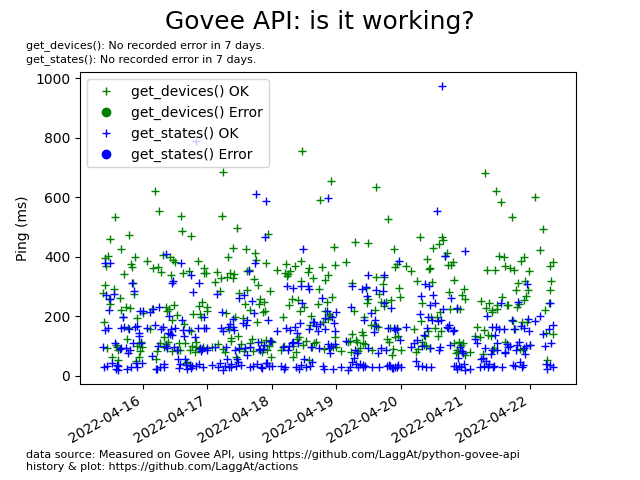 Govee API: is it working?
get_devices(): No recorded error in 7 days.
get_states(): No recorded error in 7 days.
get_devices() OK
get_devices() Error
get_states() OK
get_states() Error
Ping (ms)
1000
800
600
400
200
0
2022-04-16
2022-04-17
2022-04-18
2022-04-19
2022-04-20
2022-04-21
2022-04-22
data source: Measured on Govee API, using https://github.com/LaggAt/python-govee-api
history & plot: https://github.com/LaggAt/actions